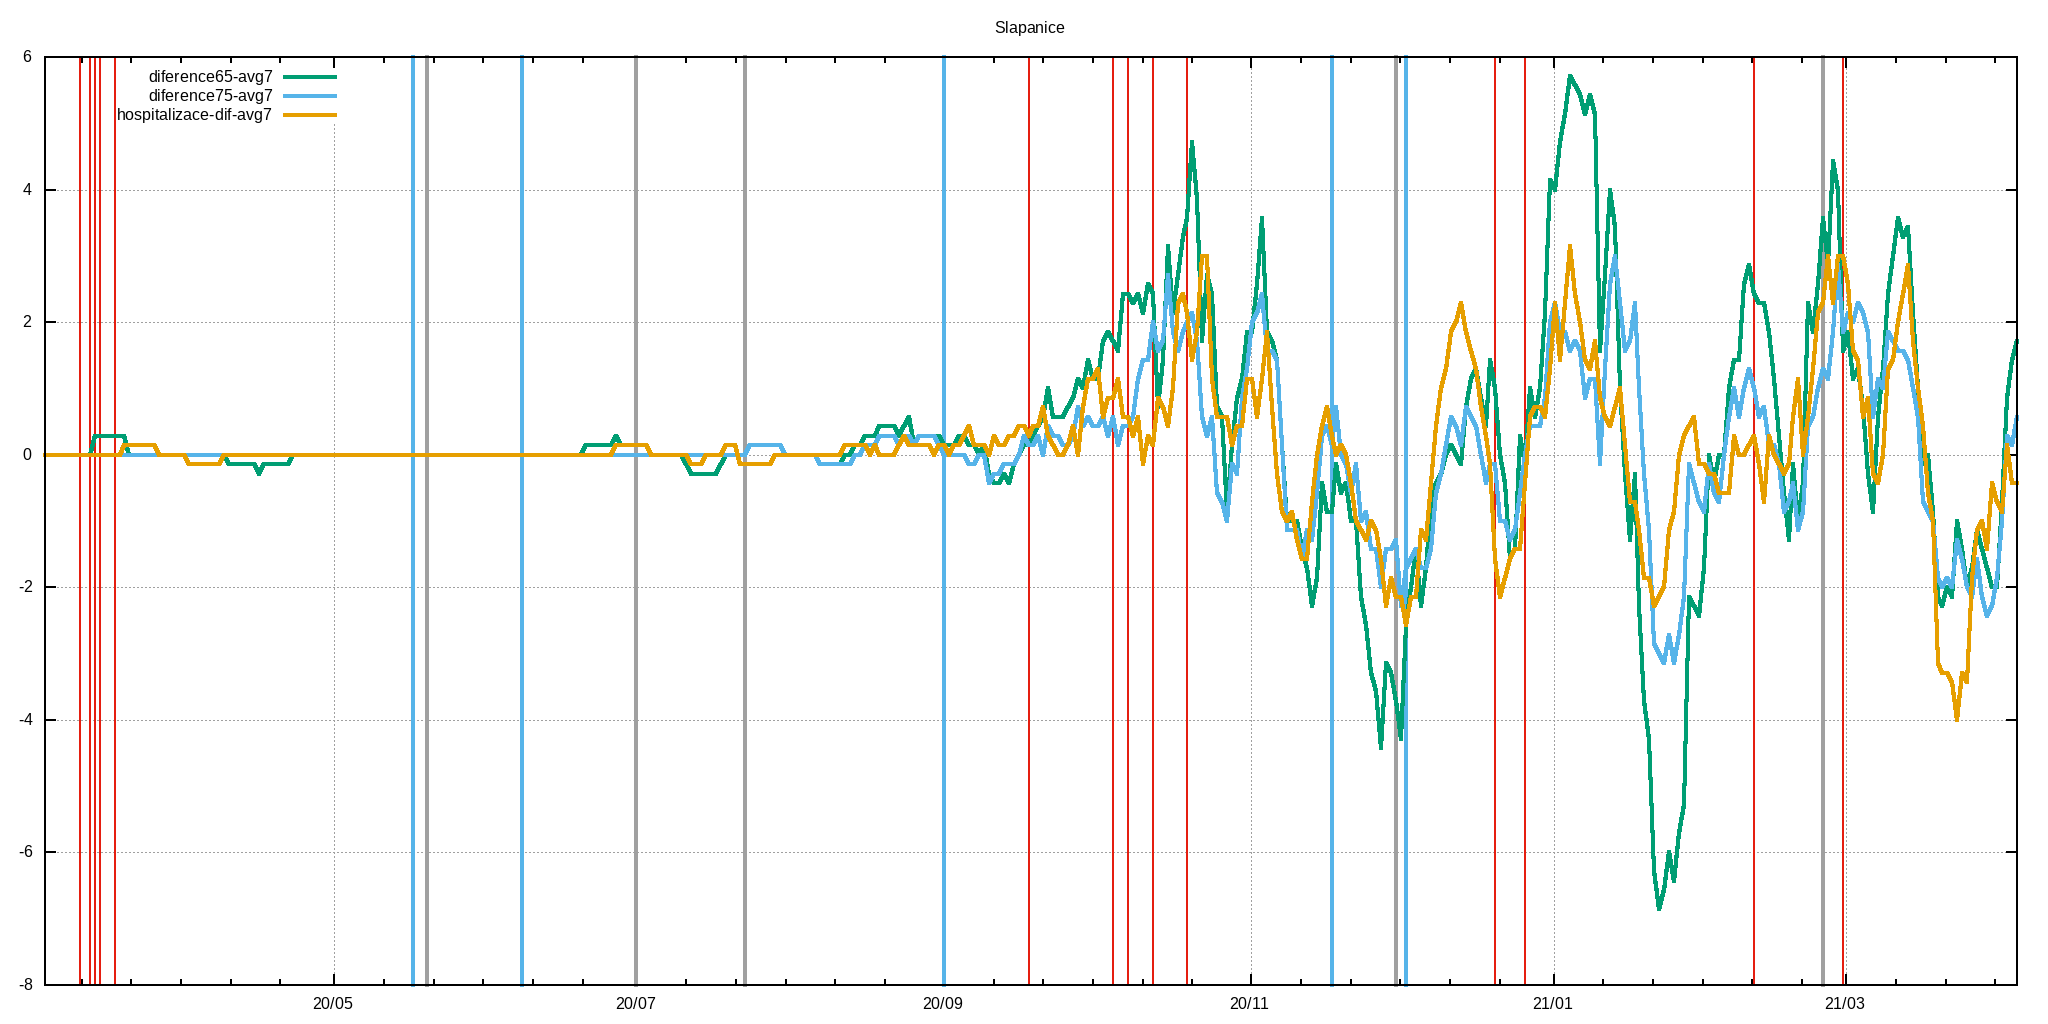 Slapanice
diference65-avg7
diference75-avg7
hospitalizace-dif-avg7
6
4
2
0
-2
-4
-6
-8
20/05 20/07 20/09 20/11 21/01 21/03